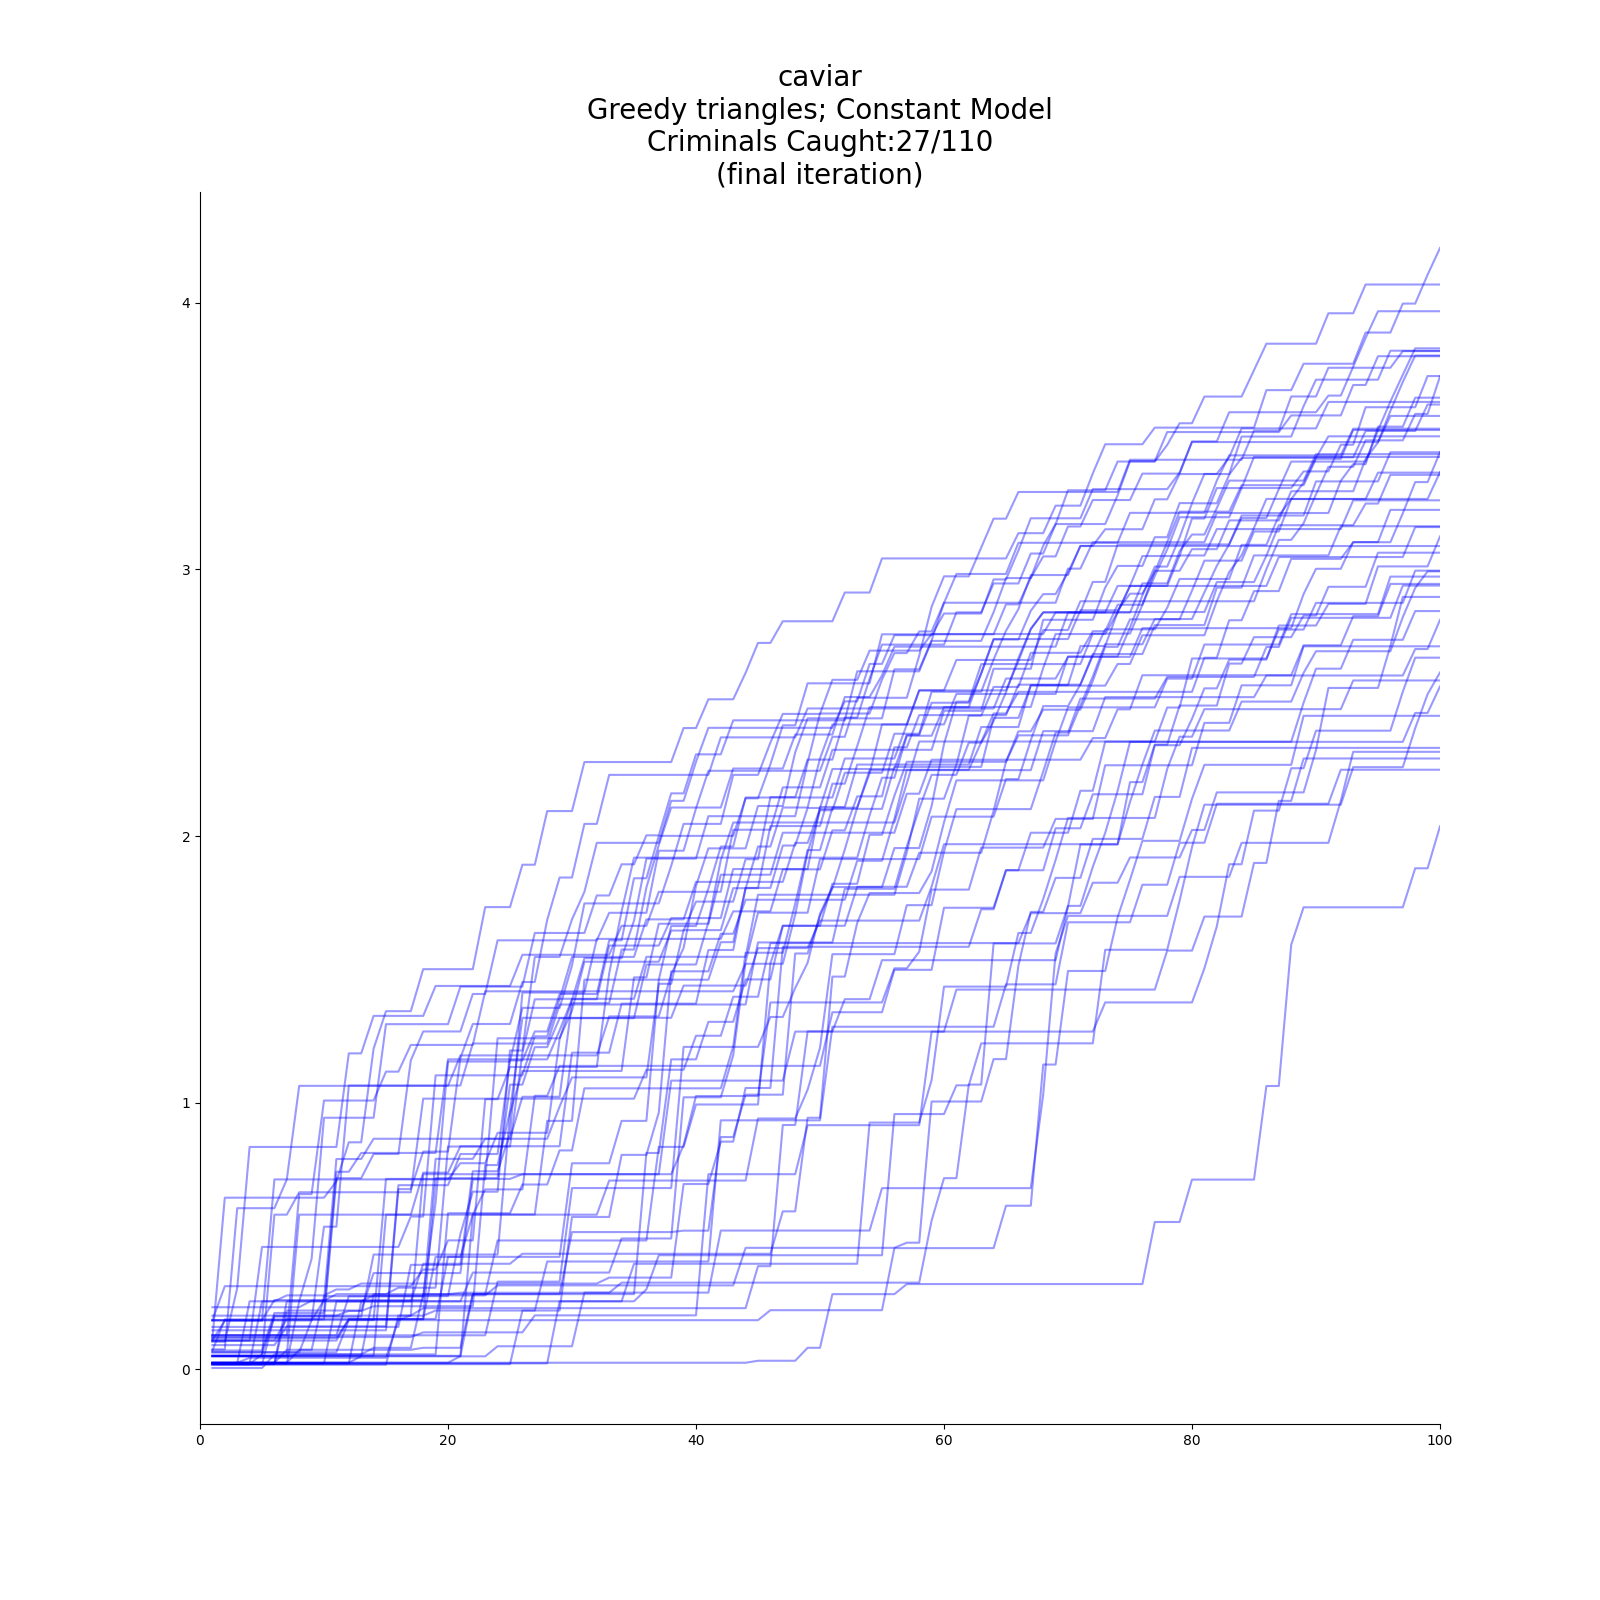 caviar
Greedy triangles; Constant Model
Criminals Caught:27/110
(final iteration)
4
3
2
1
0
0 20 40 60 80 100